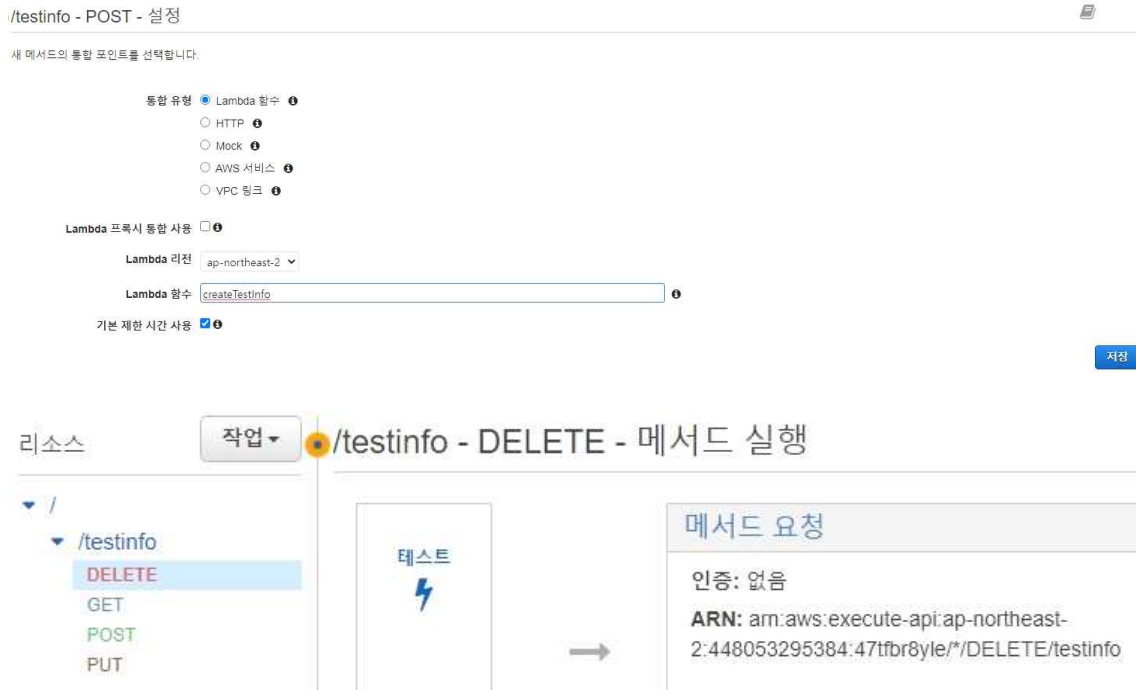 /testinfo - POST - 설정
새 메서드의 통합 포인트를 선택합니다.
통합 유형 Lambda 함수
HTTP
Mock
AWS 서비스
VPC 링크
Lambda 프록시 통합 사용
Lambda 리전 ap-northeast-2
Lambda 함수 createTestInfo
기본 제한 시간 사용
저장
리소스 작업 /testinfo - DELETE - 메서드 실행
/
/testinfo
DELETE
GET
POST
PUT
테스트
메서드 요청
인증: 없음
ARN: arn:aws:execute-api:ap-northeast-
2:448053295384:47tfbr8yle/*/DELETE/testinfo